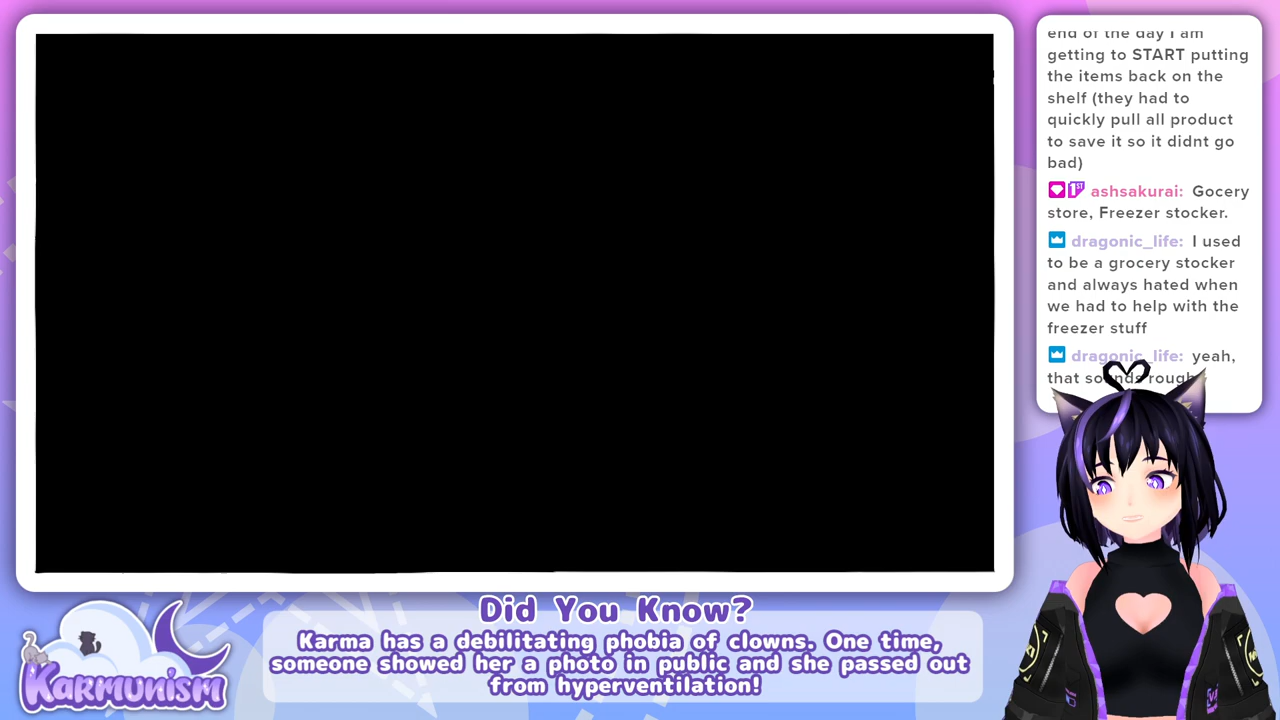 end of the day I am
getting to START putting
the items back on the
shelf (they had to
quickly pull all product
to save it so it didnt go
bad)
1ST ashsakurai: Gocery
store, Freezer stocker.
dragonic_life: I used
to be a grocery stocker
and always hated when
we had to help with the
freezer stuff
dragonic_life: yeah,
that sounds rough
Did You Know?
Karma has a debilitating phobia of clowns. One time,
someone showed her a photo in public and she passed out
from hyperventilation!
KARMUNISM